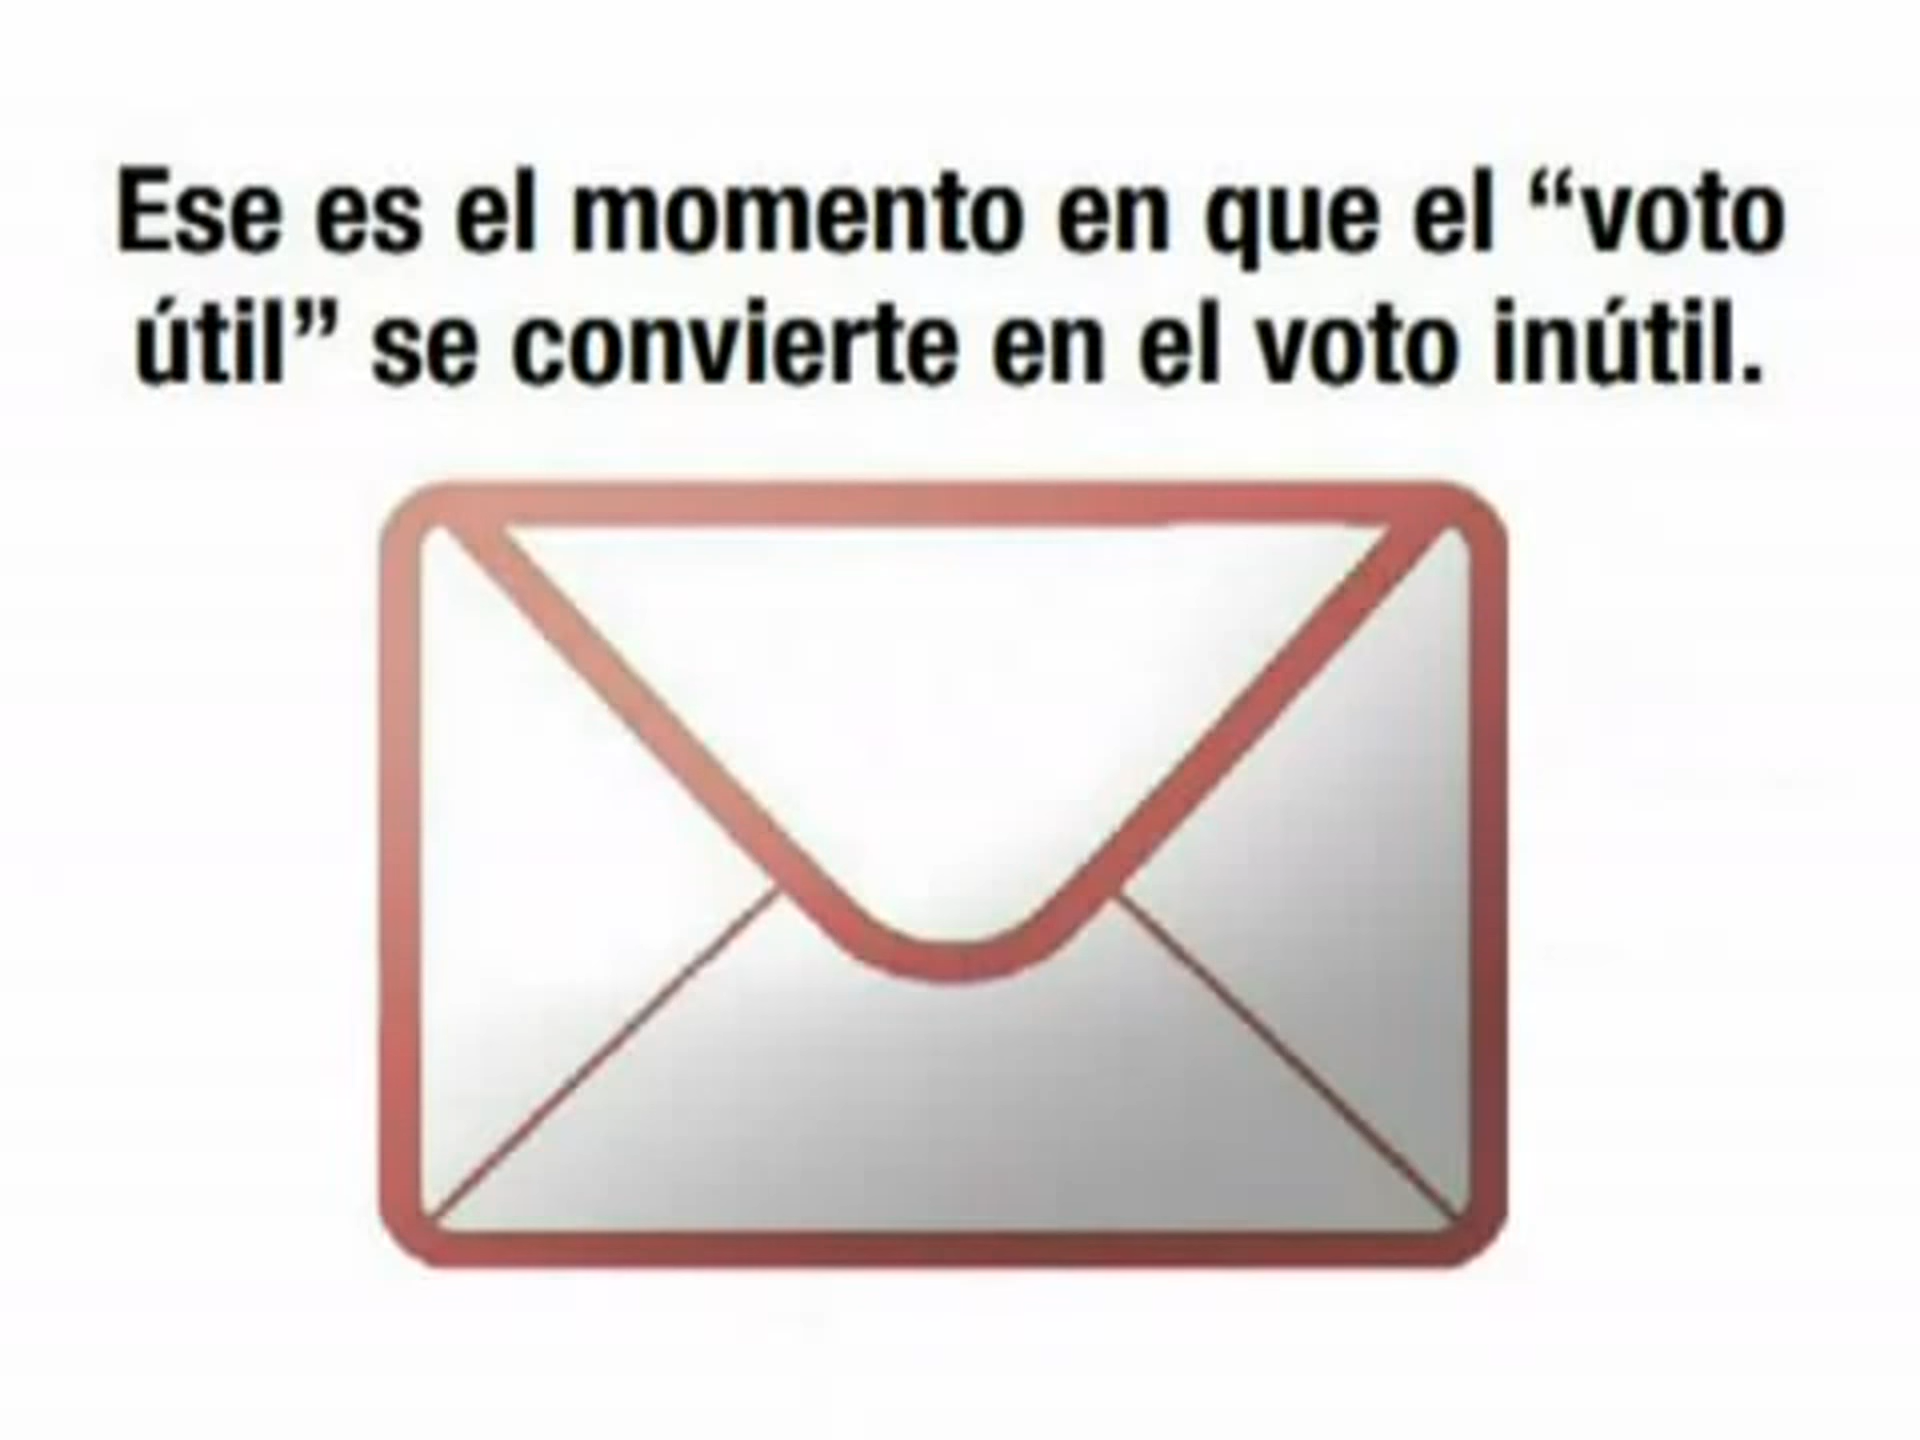 Ese es el momento en que el “voto
útil” se convierte en el voto inútil.